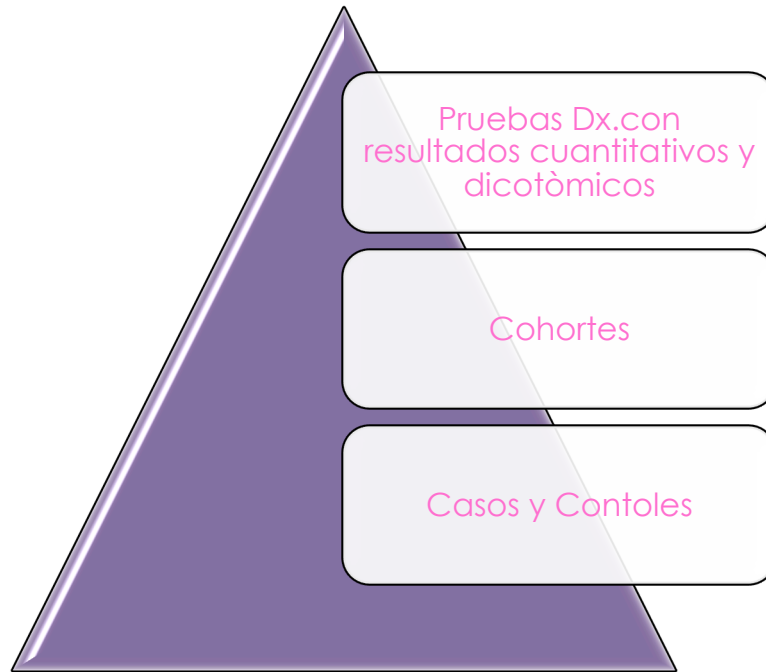 Pruebas Dx.con
resultados cuantitativos y
dicotòmicos
Cohortes
Casos y Contoles